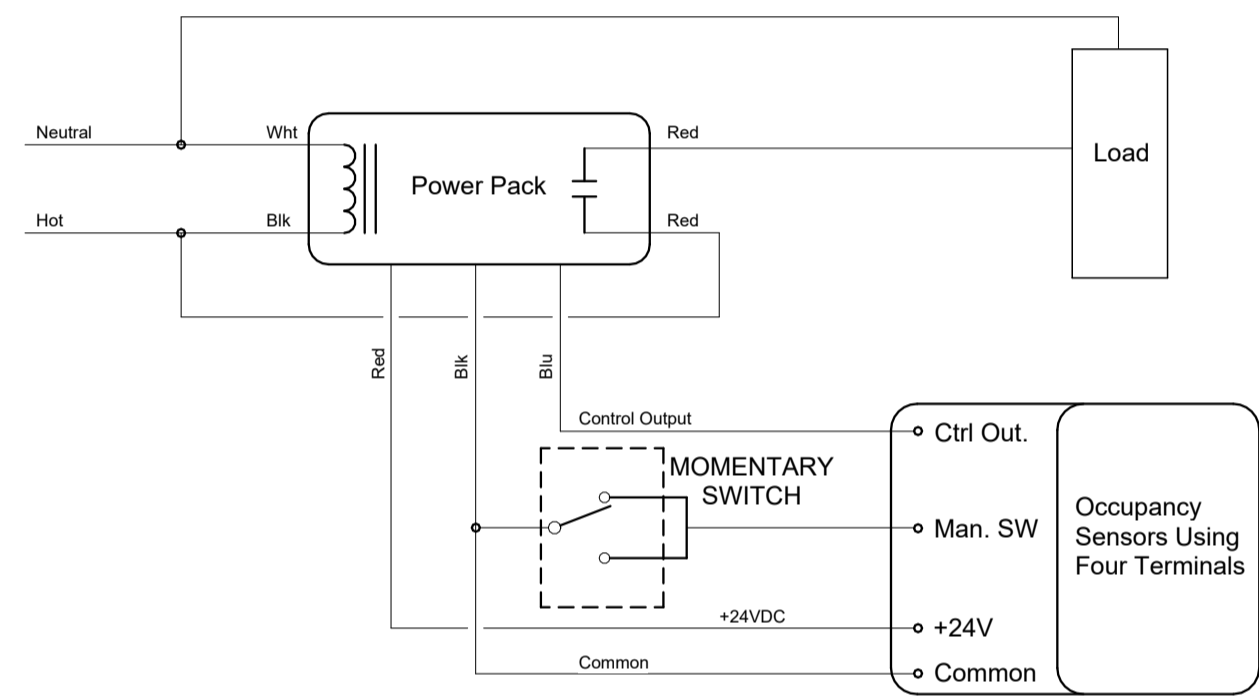 Neutral
Wht
Red
Power Pack
Load
Hot
Blk
Red
Red
Blk
Blu
Control Output
Ctrl Out.
MOMENTARY
SWITCH
Man. SW
Occupancy
Sensors Using
Four Terminals
+24VDC
+24V
Common
Common